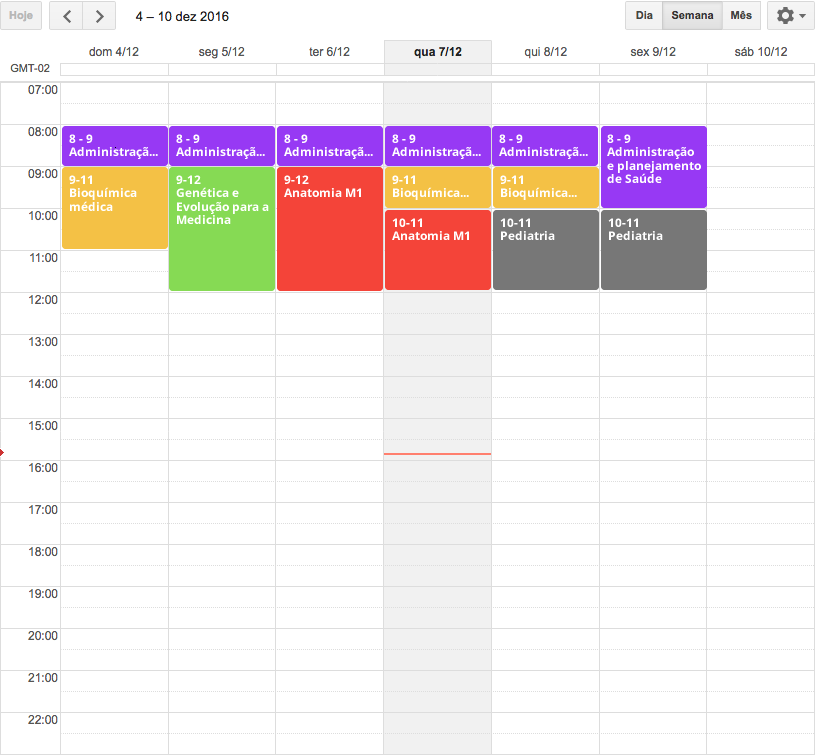 Hoje
4 – 10 dez 2016
Dia Semana Mês
dom 4/12 seg 5/12 ter 6/12 qua 7/12 qui 8/12 sex 9/12 sáb 10/12
GMT-02
07:00
08:00
09:00
10:00
11:00
12:00
13:00
14:00
15:00
16:00
17:00
18:00
19:00
20:00
21:00
22:00
8 - 9
Administraçã...
9-11
Bioquímica
médica
8 - 9
Administraçã...
9-12
Genética e
Evolução para a
Medicina
8 - 9
Administraçã...
9-12
Anatomia M1
8 - 9
Administraçã...
9-11
Bioquímica...
10-11
Anatomia M1
8 - 9
Administraçã...
9-11
Bioquímica...
10-11
Pediatria
8 - 9
Administração
e planejamento
de Saúde
10-11
Pediatria